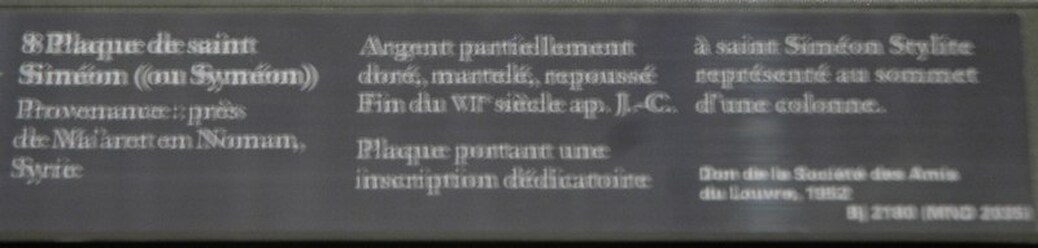 8 Plaque de saint
Siméon (ou Syméon)
Provenance : près
de Ma'aret en Noman,
Syrie
Argent partiellement
doré, martelé, repoussé
Fin du VIe siècle ap. J.-C.
Plaque portant une
inscription dédicatoire
à saint Siméon Stylite
représenté au sommet
d'une colonne.
Don de la Société des Amis
du Louvre, 1952
Bj 2180 (MND 2035)